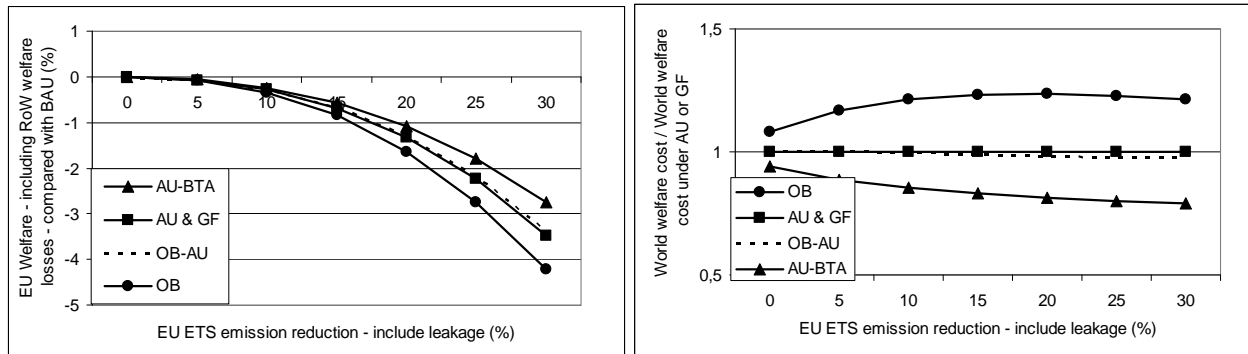 EU Welfare - including RoW welfare
losses - compared with BAU (%)
1
0
-1
-2
-3
-4
-5
0 5 10 15 20 25 30
AU-BTA
AU & GF
OB-AU
OB
EU ETS emission reduction - include leakage (%)
World welfare cost / World welfare
cost under AU or GF
1,5
1
0,5
OB
AU & GF
OB-AU
AU-BTA
0 5 10 15 20 25 30
EU ETS emission reduction - include leakage (%)